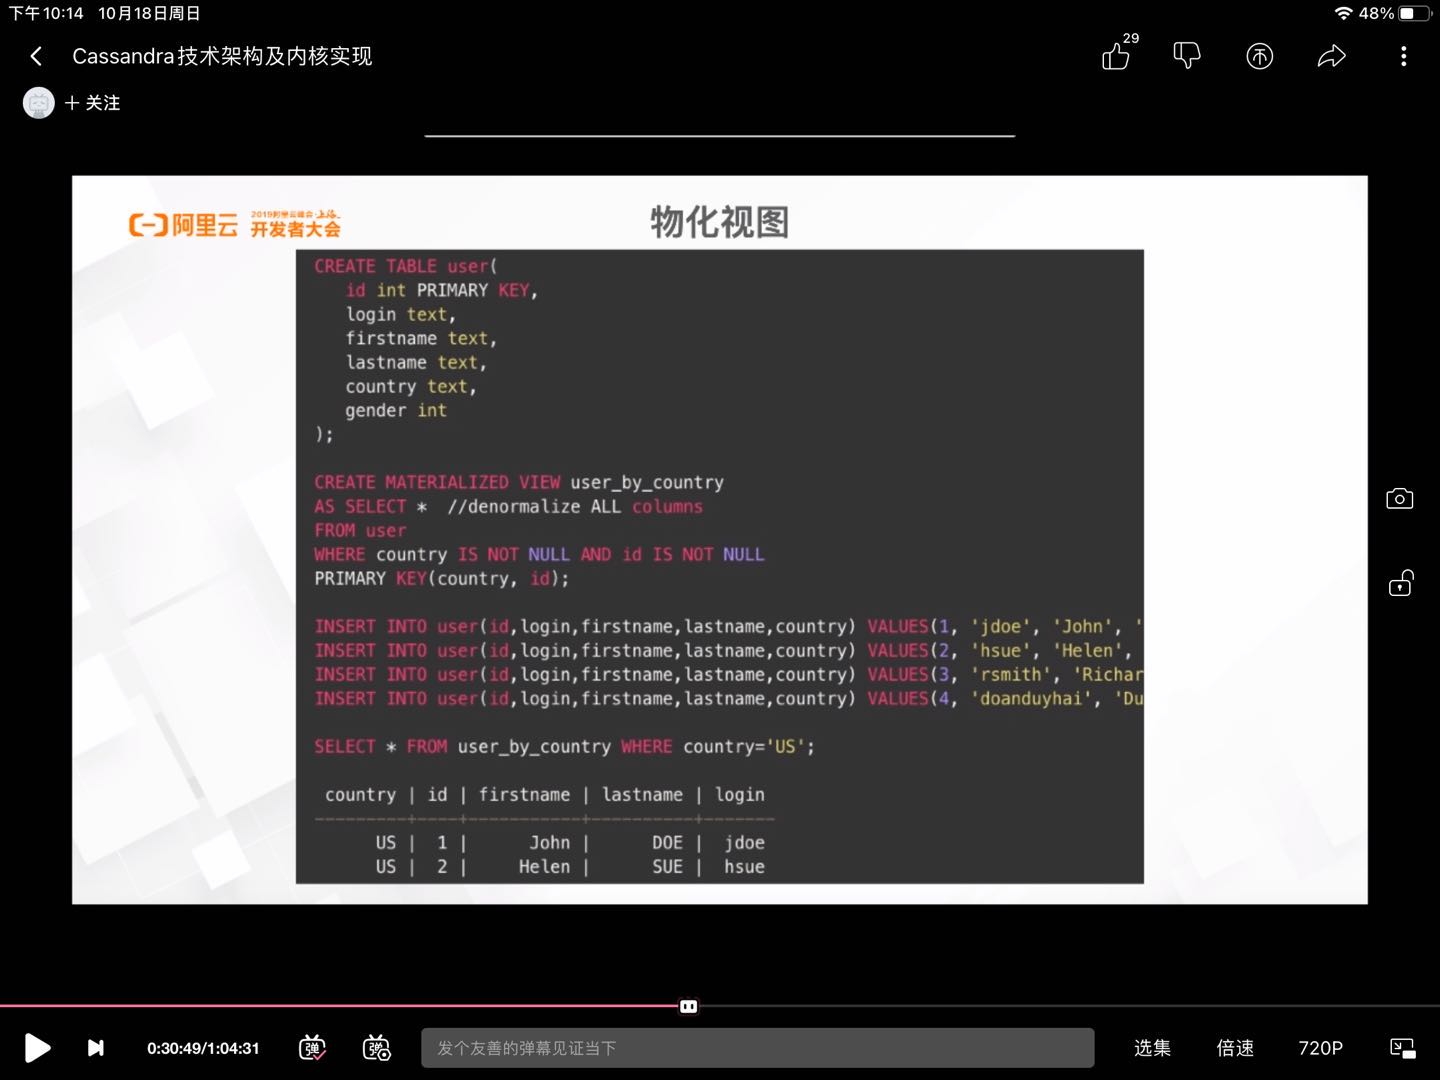 下午10:14 10月18日周日
48%
Cassandra技术架构及内核实现
29
+ 关注
阿里云 2019阿里云峰会·上海
开发者大会
物化视图
CREATE TABLE user(
id int PRIMARY KEY,
login text,
firstname text,
lastname text,
country text,
gender int
);
CREATE MATERIALIZED VIEW user_by_country
AS SELECT * //denormalize ALL columns
FROM user
WHERE country IS NOT NULL AND id IS NOT NULL
PRIMARY KEY(country, id);
INSERT INTO user(id,login,firstname,lastname,country) VALUES(1, 'jdoe', 'John', '
INSERT INTO user(id,login,firstname,lastname,country) VALUES(2, 'hsue', 'Helen',
INSERT INTO user(id,login,firstname,lastname,country) VALUES(3, 'rsmith', 'Richar
INSERT INTO user(id,login,firstname,lastname,country) VALUES(4, 'doanduyhai', 'Du
SELECT * FROM user_by_country WHERE country='US';
country | id | firstname | lastname | login
---------+----+-----------+----------+-------
US | 1 | John | DOE | jdoe
US | 2 | Helen | SUE | hsue
0:30:49/1:04:31
弹
弹
发个友善的弹幕见证当下
选集
倍速
720P